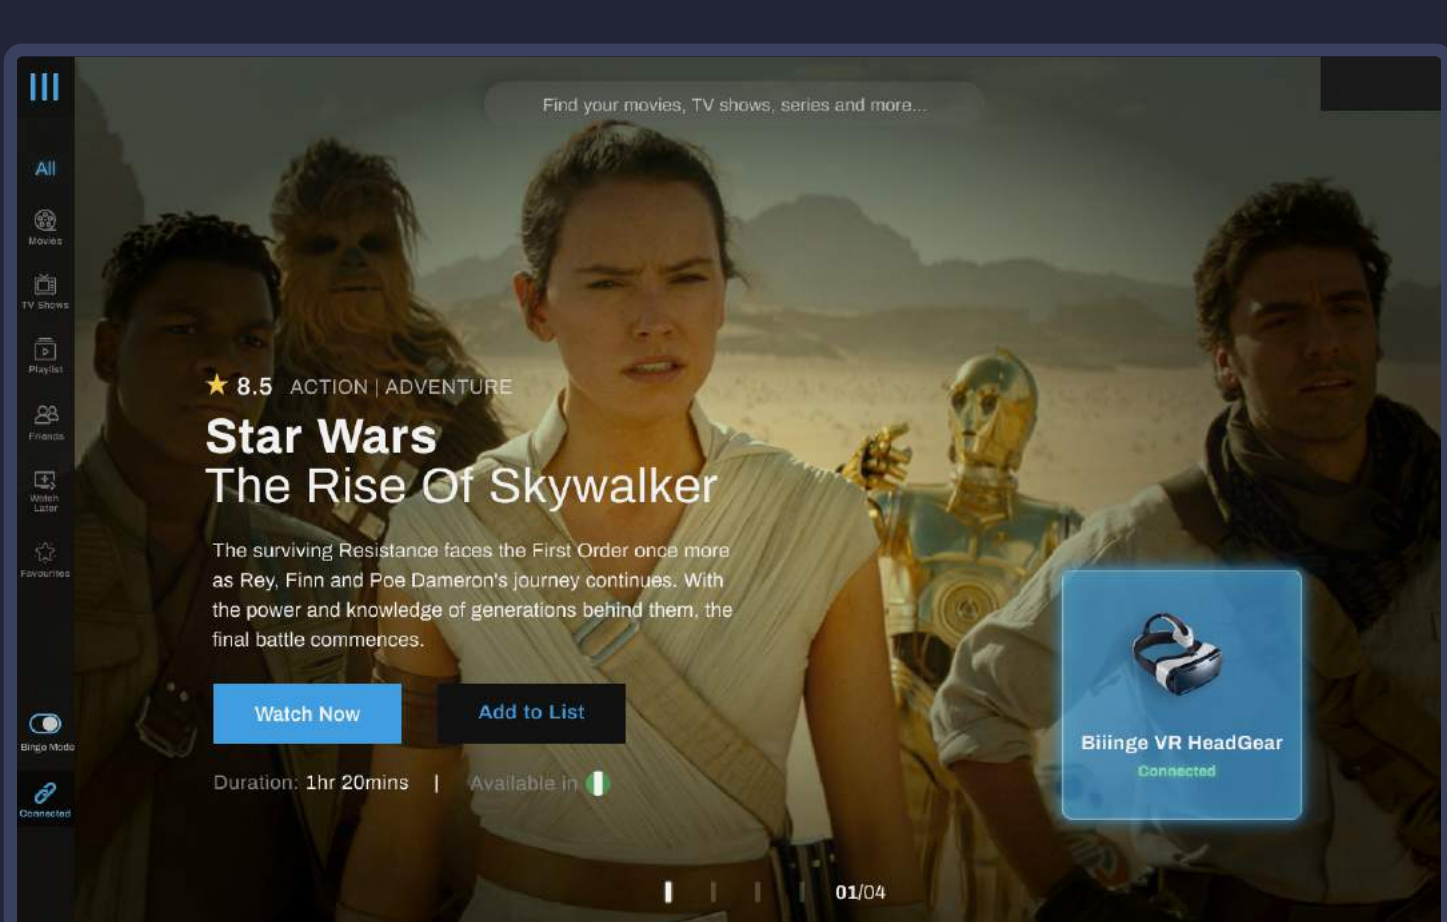 Find your movies, TV shows, series and more...
All
Movies
TV Shows
Playlist
Friends
Watch
Later
Favourites
Bingo Mode
Connected
8.5 ACTION | ADVENTURE
Star Wars
The Rise Of Skywalker
The surviving Resistance faces the First Order once more
as Rey, Finn and Poe Dameron's journey continues. With
the power and knowledge of generations behind them, the
final battle commences.
Watch Now
Add to List
Duration: 1hr 20mins | Available in
Biiinge VR HeadGear
Connected
01/04